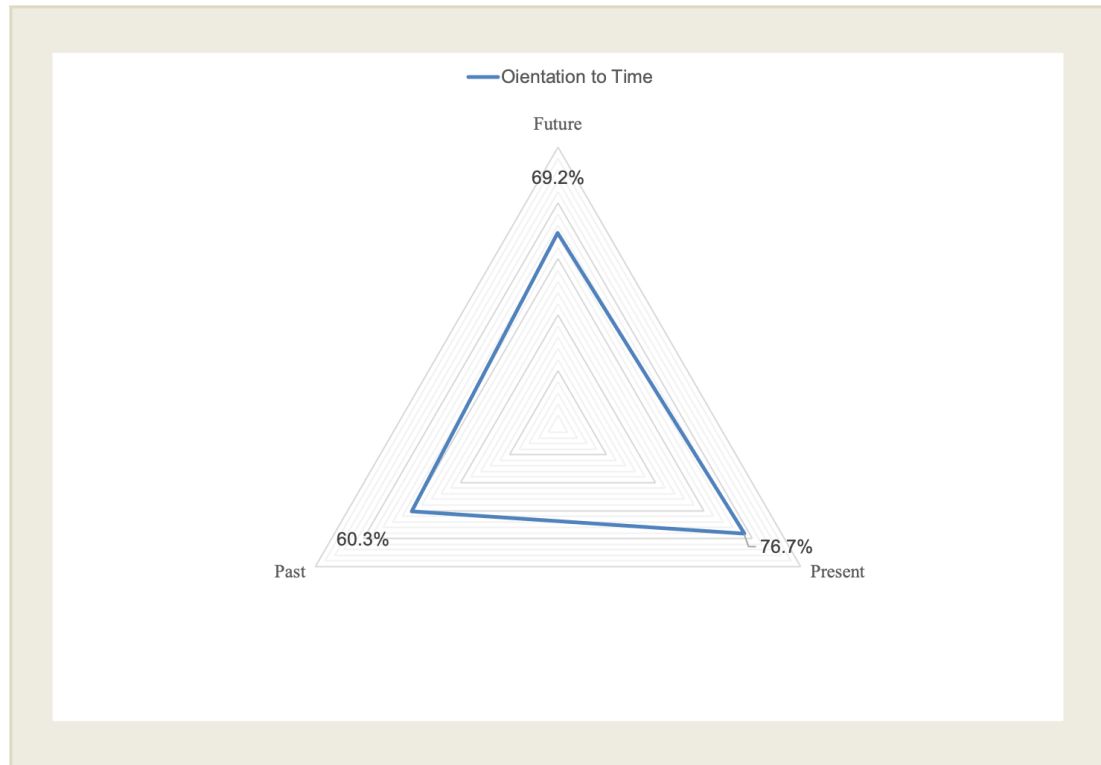 Oientation to Time
Future
69.2%
60.3%
76.7%
Past
Present